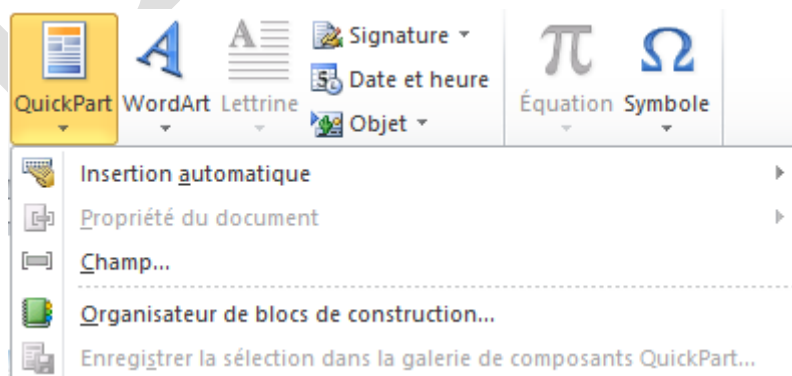 QuickPart WordArt Lettrine
Signature
Date et heure
Objet
Équation Symbole
Insertion automatique
Propriété du document
Champ...
Organisateur de blocs de construction...
Enregistrer la sélection dans la galerie de composants QuickPart...